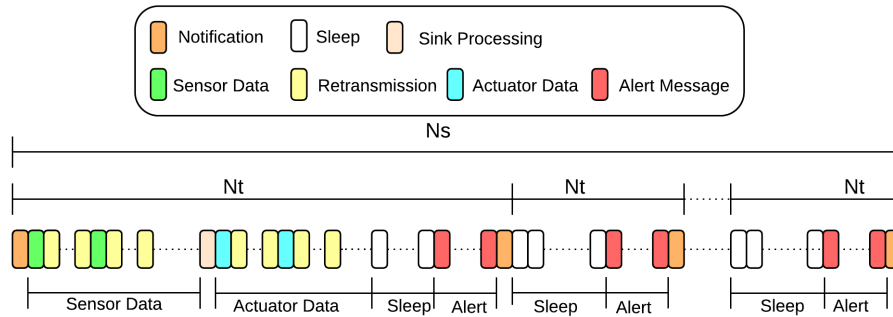 Notification Sleep Sink Processing
Sensor Data Retransmission Actuator Data Alert Message
Ns
Nt Nt Nt
Sensor Data Actuator Data Sleep Alert Sleep Alert Sleep Alert